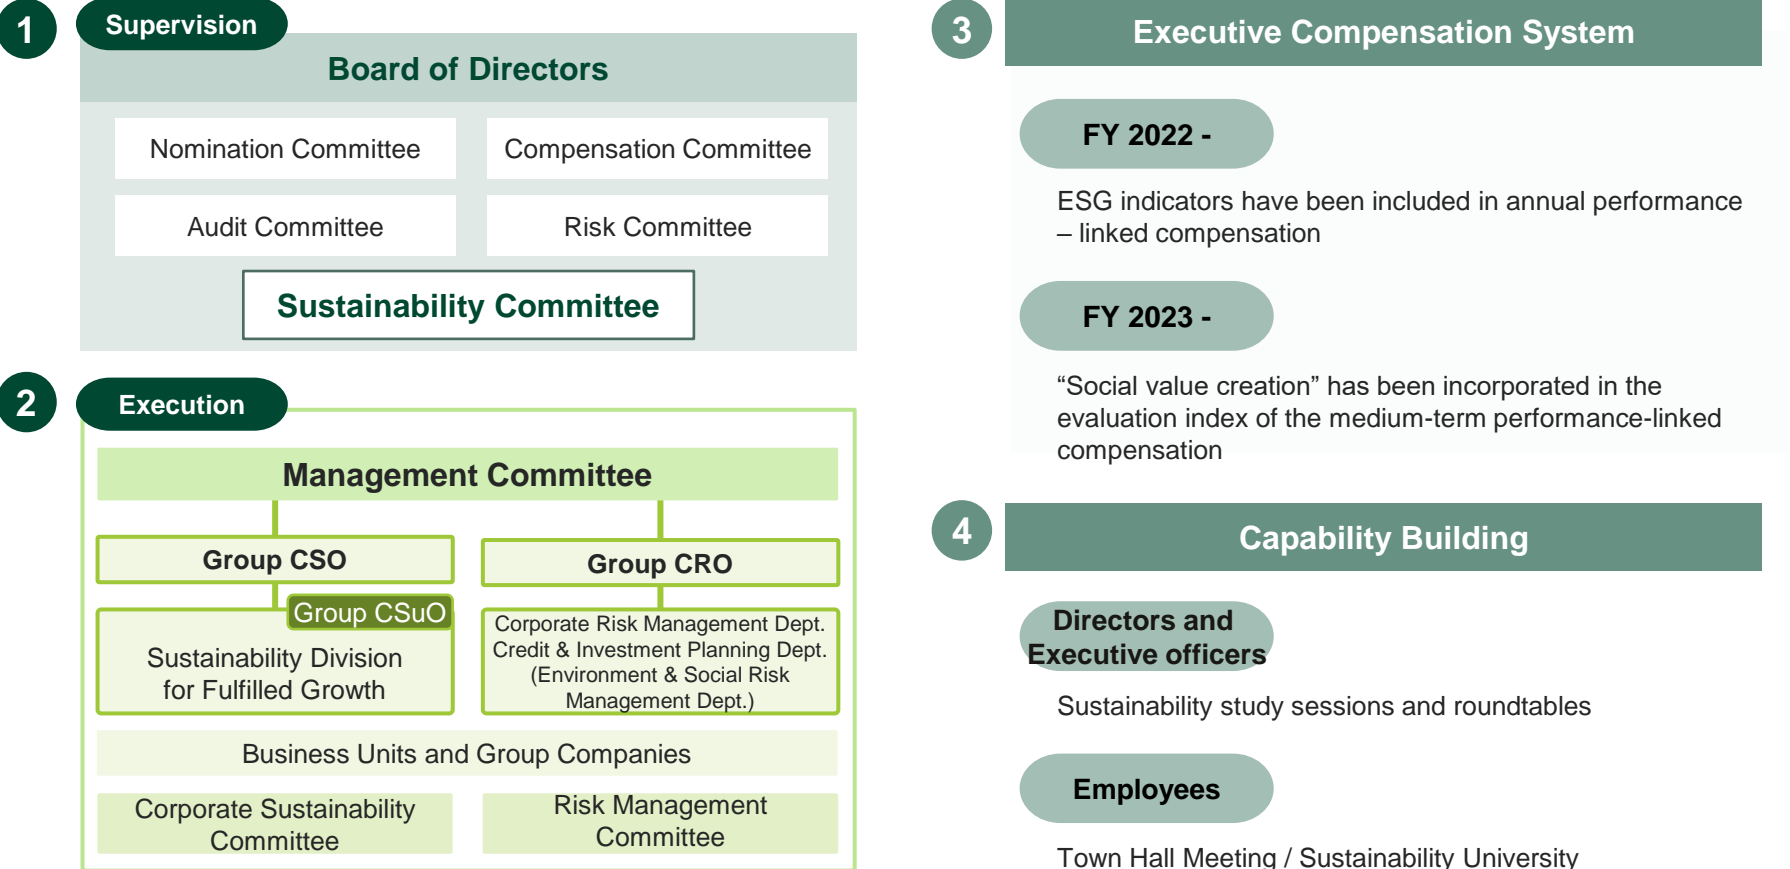 1
Supervision
Board of Directors
Nomination Committee
Compensation Committee
Audit Committee
Risk Committee
Sustainability Committee
2
Execution
Management Committee
Group CSO
Group CRO
Group CSuO
Sustainability Division
for Fulfilled Growth
Corporate Risk Management Dept.
Credit & Investment Planning Dept.
(Environment & Social Risk
Management Dept.)
Business Units and Group Companies
Corporate Sustainability
Committee
Risk Management
Committee
3
Executive Compensation System
FY 2022 -
ESG indicators have been included in annual performance
– linked compensation
FY 2023 -
“Social value creation” has been incorporated in the
evaluation index of the medium-term performance-linked
compensation
4
Capability Building
Directors and
Executive officers
Sustainability study sessions and roundtables
Employees
Town Hall Meeting / Sustainability University